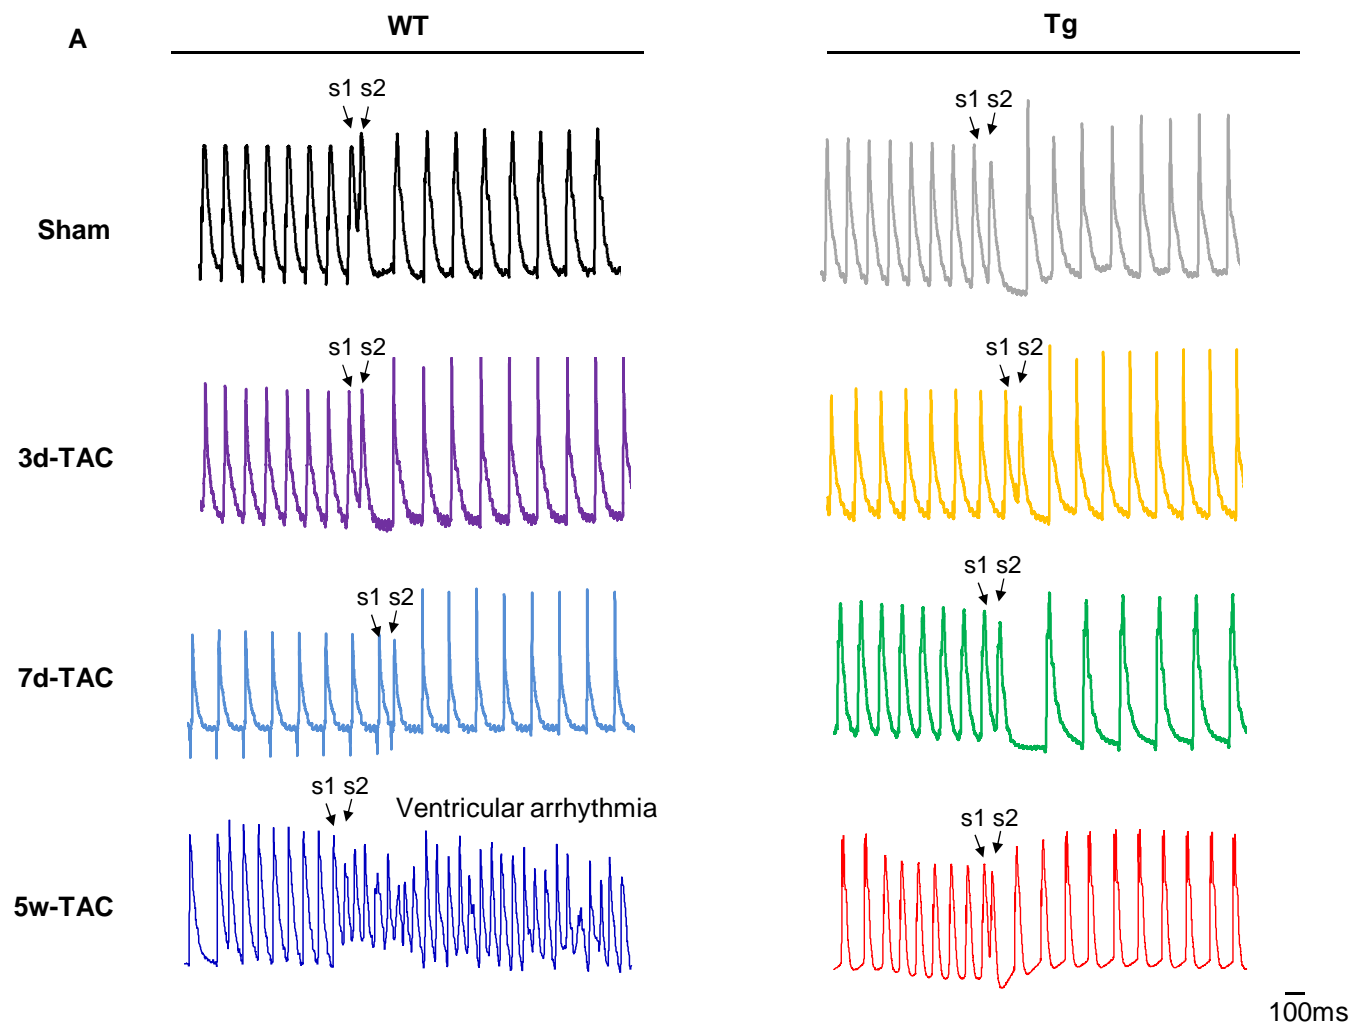 A
WT
Tg
s1 s2
s1 s2
Sham
s1 s2
s1 s2
3d-TAC
s1 s2
s1 s2
7d-TAC
s1 s2
Ventricular arrhythmia
s1 s2
5w-TAC
100ms